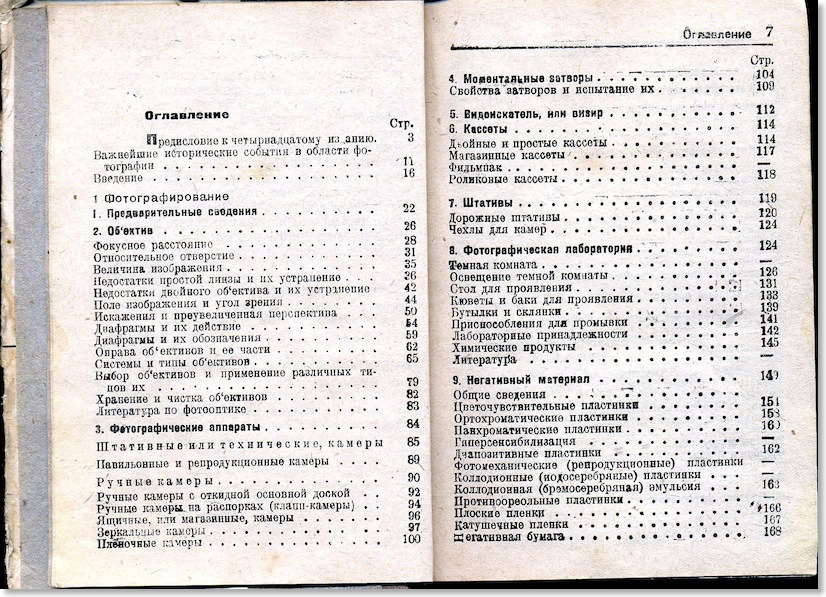 Оглавление
Стр.
Предисловие к четырнадцатому изданию. 3
Важнейшие исторические события в области фо-
тографии . . . . . . . . . . . . . . . 11
Введение . . . . . . . . . . . . . . . 16
1 Фотографирование
1. Предварительные сведения . . . . . . . . . 22
2. Об'ектив . . . . . . . . . . . . . . . 26
Фокусное расстояние . . . . . . . . . . . 28
Относительное отверстие . . . . . . . . . . 31
Величина изображения . . . . . . . . . . . 35
Недостатки простой линзы и их устранение . . . 36
Недостатки двойного об'ектива и их устранение 42
Поле изображения и угол зрения . . . . . . . 44
Искажения и преувеличенная перспектива . . . 50
Диафрагмы и их действие . . . . . . . . . . 54
Диафрагмы и их обозначения . . . . . . . . . 59
Оправа об'ективов и ее части . . . . . . . . 62
Системы и типы об'ективов . . . . . . . . . 65
Выбор об'ективов и применение различных ти-
пов их . . . . . . . . . . . . . . . . 79
Хранение и чистка об'ективов . . . . . . . . 82
Литература по фотооптике . . . . . . . . . 83
3. Фотографические аппараты . . . . . . . . . 84
Штативные или технические, камеры 85
Павильонные и репродукционные камеры . . . . 89
Ручные камеры . . . . . . . . . . . . . 90
Ручные камеры с откидной основной доской 92
Ручные камеры на распорках (клапп-камеры) . . 94
Ящичные, или магазинные, камеры . . . . . . 96
Зеркальные камеры . . . . . . . . . . . . 97
Пленочные камеры . . . . . . . . . . . . 100
Оглавление 7
Стр.
4. Моментальные затворы . . . . . . . . . . . 104
Свойства затворов и испытание их . . . . . . . 109
5. Видоискатель, или визир . . . . . . . . . . 112
6. Кассеты . . . . . . . . . . . . . . . . 114
Двойные и простые кассеты . . . . . . . . . 114
Магазинные кассеты . . . . . . . . . . . . 117
Фильмпак . . . . . . . . . . . . . . . —
Роликовые кассеты . . . . . . . . . . . . 118
7. Штативы . . . . . . . . . . . . . . . . 119
Дорожные штативы . . . . . . . . . . . . 120
Чехлы для камер . . . . . . . . . . . . . 124
8. Фотографическая лаборатория . . . . . . . . 124
Темная комната . . . . . . . . . . . . . —
Освещение темной комнаты . . . . . . . . . 126
Стол для проявления . . . . . . . . . . . 131
Кюветы и баки для проявления . . . . . . . . 133
Бутылки и склянки . . . . . . . . . . . . 139
Приспособления для промывки . . . . . . . . 141
Лабораторные принадлежности . . . . . . . . 142
Химические продукты . . . . . . . . . . . 145
Литература . . . . . . . . . . . . . . —
9. Негативный материал . . . . . . . . . . . 149
Общие сведения . . . . . . . . . . . . . —
Цветочувствительные пластинки . . . . . . . 154
Ортохроматические пластинки . . . . . . . . 158
Панхроматические пластинки . . . . . . . . 160
Гиперсенсибилизация . . . . . . . . . . . —
Диапозитивные пластинки . . . . . . . . . 162
Фотомеханические (репродукционные) пластинки —
Коллодионные (иодосеребряные) пластинки . . . —
Коллодионная (бромосеребряная) эмульсия . . . 163
Противоореольные пластинки . . . . . . . . —
Плоские пленки . . . . . . . . . . . . . 166
Катушечные пленки . . . . . . . . . . . . 167
Негативная бумага . . . . . . . . . . . . 168